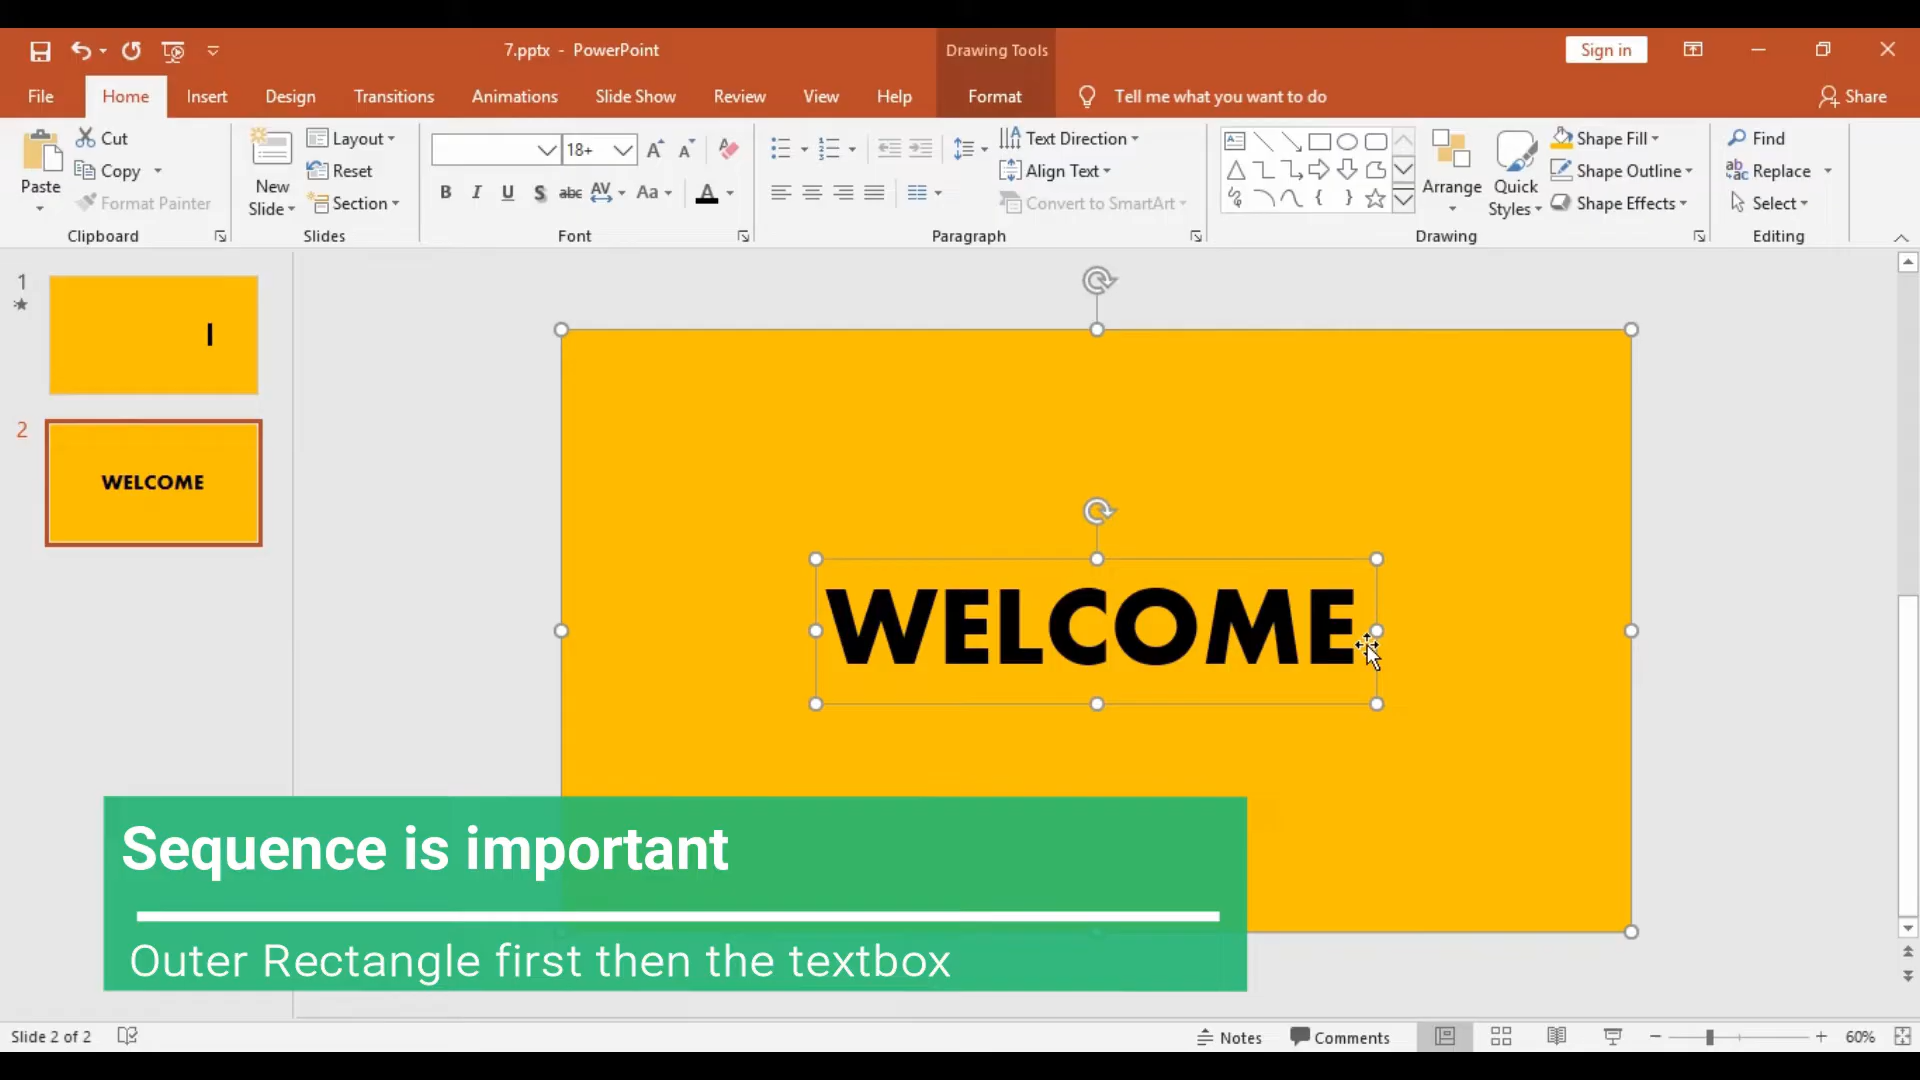 7.pptx - PowerPoint
Drawing Tools
Sign in
File Home Insert Design Transitions Animations Slide Show Review View Help Format Tell me what you want to do Share
Paste
Cut
Copy
Format Painter
Clipboard
New Slide
Layout
Reset
Section
Slides
18+
B I U S abc AV Aa A
Font
Text Direction
Align Text
Convert to SmartArt
Paragraph
Arrange
Quick Styles
Shape Fill
Shape Outline
Shape Effects
Drawing
Find
Replace
Select
Editing
1
2
WELCOME
WELCOME
Sequence is important
Outer Rectangle first then the textbox
Slide 2 of 2
Notes
Comments
60%